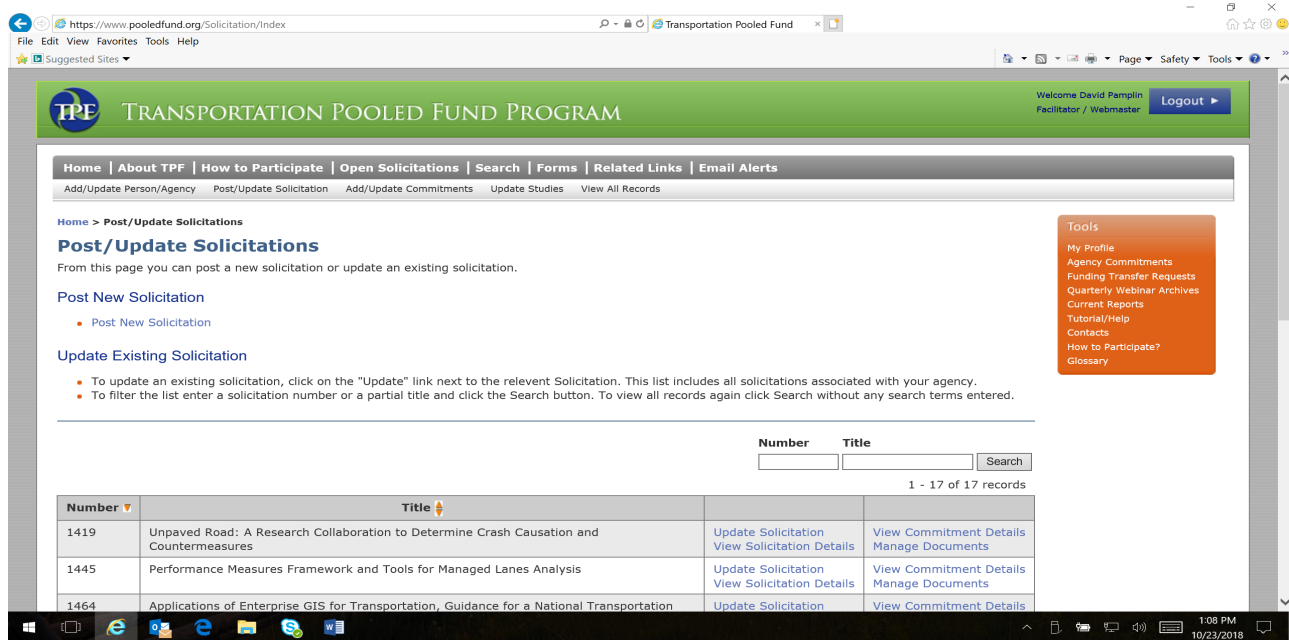 https://www.pooledfund.org/Solicitation/Index
Transportation Pooled Fund
File Edit View Favorites Tools Help
Suggested Sites
Page Safety Tools
TPF
TRANSPORTATION POOLED FUND PROGRAM
Welcome David Pamplin
Facilitator / Webmaster
Logout
Home | About TPF | How to Participate | Open Solicitations | Search | Forms | Related Links | Email Alerts
Add/Update Person/Agency Post/Update Solicitation Add/Update Commitments Update Studies View All Records
Home > Post/Update Solicitations
Post/Update Solicitations
From this page you can post a new solicitation or update an existing solicitation.
Post New Solicitation
Post New Solicitation
Update Existing Solicitation
To update an existing solicitation, click on the "Update" link next to the relevent Solicitation. This list includes all solicitations associated with your agency.
To filter the list enter a solicitation number or a partial title and click the Search button. To view all records again click Search without any search terms entered.
Tools
My Profile
Agency Commitments
Funding Transfer Requests
Quarterly Webinar Archives
Current Reports
Tutorial/Help
Contacts
How to Participate?
Glossary
Number Title
Search
1 - 17 of 17 records
Number Title
1419 Unpaved Road: A Research Collaboration to Determine Crash Causation and Update Solicitation View Commitment Details
Countermeasures View Solicitation Details Manage Documents
1445 Performance Measures Framework and Tools for Managed Lanes Analysis Update Solicitation View Commitment Details
View Solicitation Details Manage Documents
1464 Applications of Enterprise GIS for Transportation, Guidance for a National Transportation Update Solicitation View Commitment Details
1:08 PM
10/23/2018